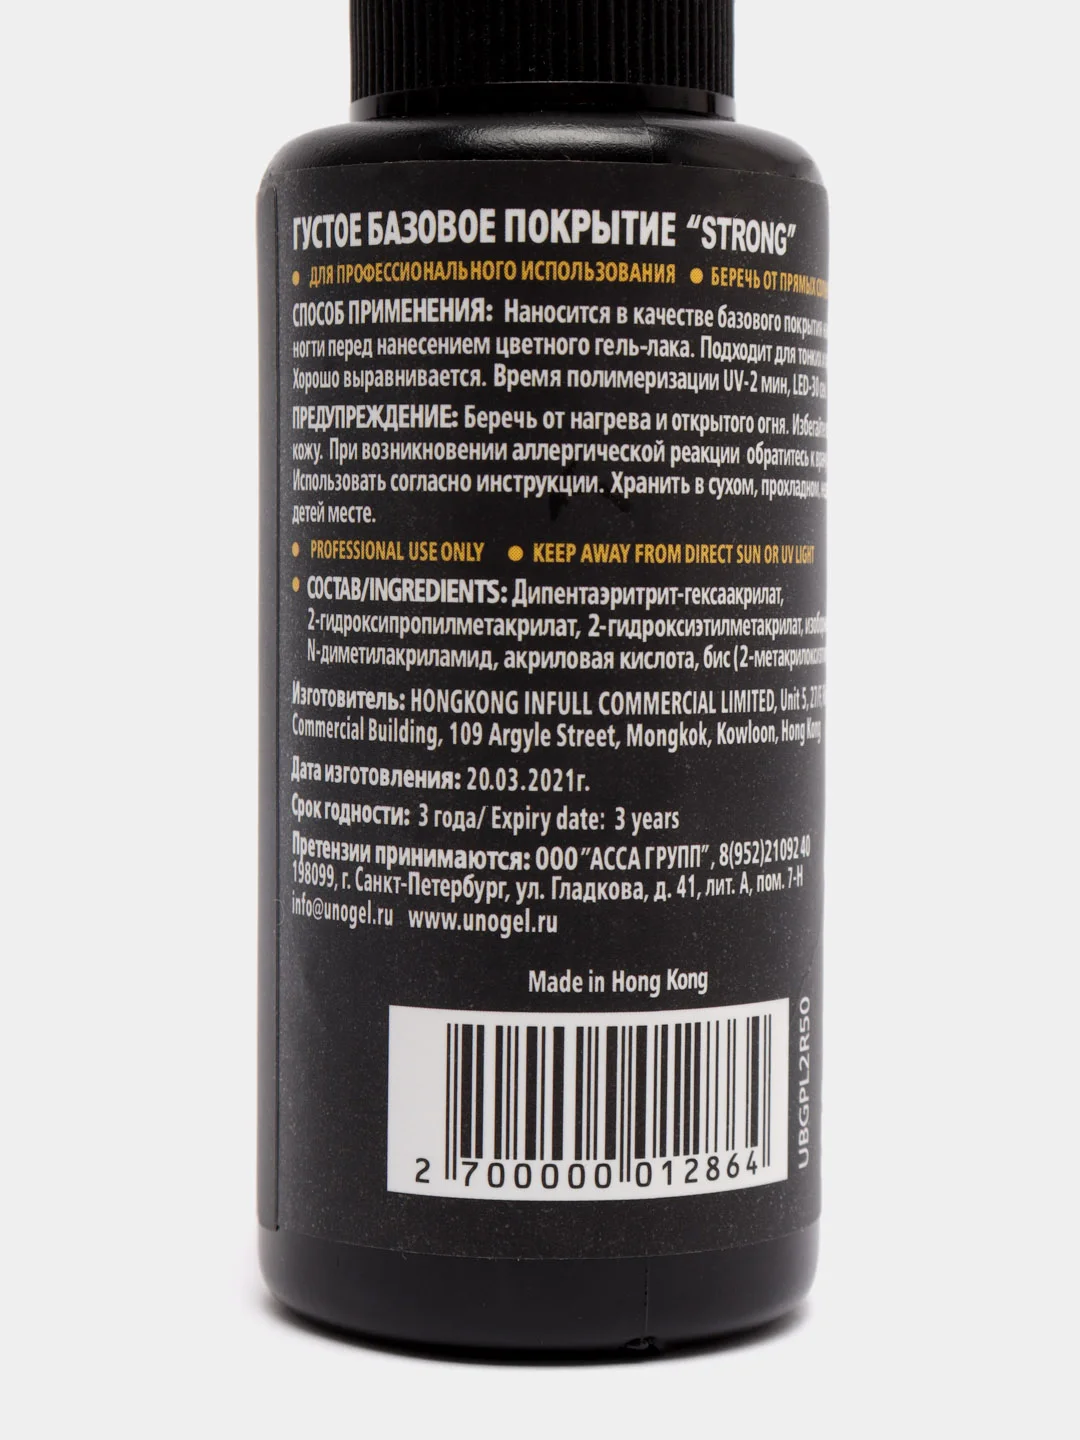 ГУСТОЕ БАЗОВОЕ ПОКРЫТИЕ “STRONG”
• ДЛЯ ПРОФЕССИОНАЛЬНОГО ИСПОЛЬЗОВАНИЯ • БЕРЕЧЬ ОТ ПРЯМЫХ
СПОСОБ ПРИМЕНЕНИЯ: Наносится в качестве базового покрытия
ногти перед нанесением цветного гель-лака. Подходит для тонких
Хорошо выравнивается. Время полимеризации UV-2 мин, LED-30
ПРЕДУПРЕЖДЕНИЕ: Беречь от нагрева и открытого огня.
кожу. При возникновении аллергической реакции обратитесь к
Использовать согласно инструкции. Хранить в сухом, прохладном,
детей месте.
• PROFESSIONAL USE ONLY • KEEP AWAY FROM DIRECT SUN OR UV LIGHT
• СОСТАВ/INGREDIENTS: Дипентаэритрит-гексаакрилат,
2-гидроксипропилметакрилат, 2-гидроксиэтилметакрилат,
N-диметилакриламид, акриловая кислота, бис (2-метакрилоксиэтил
Изготовитель: HONGKONG INFULL COMMERCIAL LIMITED, Unit 5, 27/F,
Commercial Building, 109 Argyle Street, Mongkok, Kowloon, Hong Kong
Дата изготовления: 20.03.2021г.
Срок годности: 3 года/ Expiry date: 3 years
Претензии принимаются: ООО "АССА ГРУПП", 8(952)2109240
198099, г. Санкт-Петербург, ул. Гладкова, д. 41, лит. А, пом. 7-Н
info@unogel.ru www.unogel.ru
Made in Hong Kong
UBGPL2R50
2 700000 012864